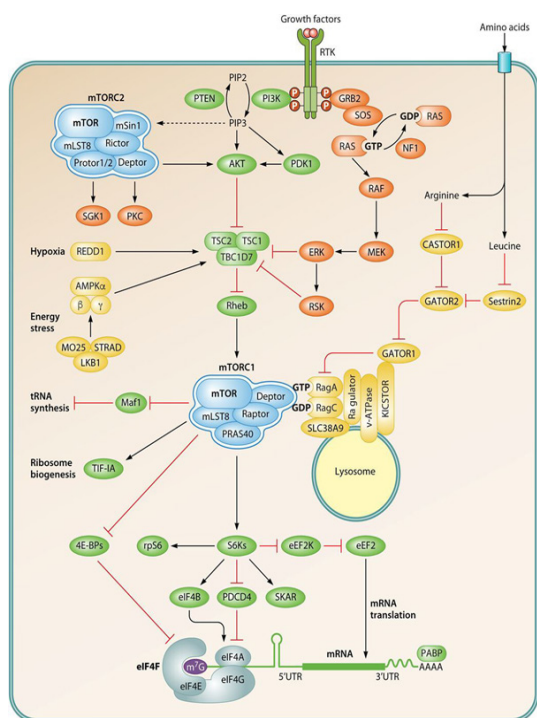 Growth factors
RTK
Amino acids
mTORC2
PTEN
PIP2
PI3K
P
P
P
P
GRB2
SOS
mTOR
mSin1
mLST8
Rictor
Protor1/2
Deptor
PIP3
GDP
RAS
RAS
GTP
NF1
AKT
PDK1
RAF
Arginine
SGK1
PKC
TSC2
TSC1
TBC1D7
ERK
MEK
CASTOR1
Leucine
Hypoxia
REDD1
AMPKα
β
γ
Energy
stress
MO25
STRAD
LKB1
Rheb
RSK
GATOR2
Sestrin2
GATOR1
mTORC1
mTOR
Deptor
mLST8
Raptor
PRAS40
GTP
RagA
GDP
RagC
SLC38A9
Ra gulator
v-ATPase
KICSTOR
Lysosome
tRNA
synthesis
Maf1
Ribosome
biogenesis
TIF-IA
4E-BPs
rpS6
S6Ks
eEF2K
eEF2
eIF4B
PDCD4
SKAR
mRNA
translation
eIF4F
m7G
eIF4A
eIF4E
eIF4G
5'UTR
mRNA
3'UTR
PABP
AAAA